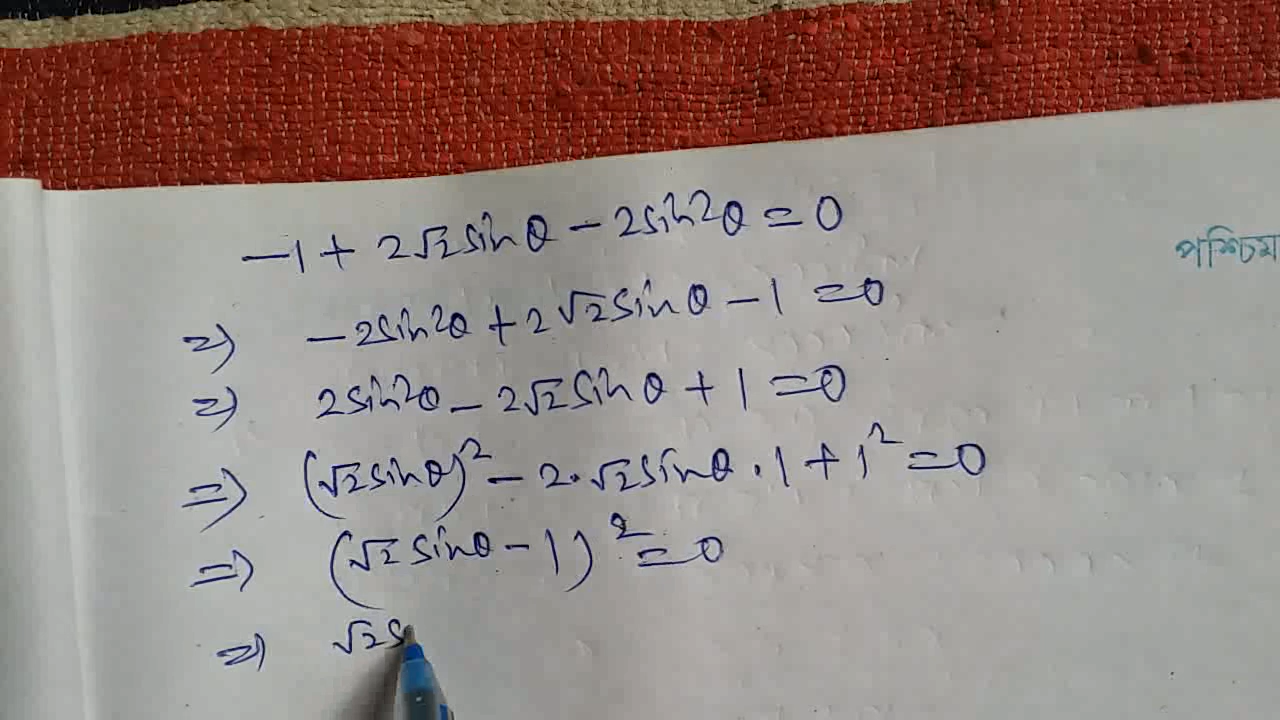 -1 + 2√2 sinθ - 2sin²θ = 0
পশ্চিম
⇒) -2sin²θ + 2√2 sinθ - 1 = 0
⇒) 2sin²θ - 2√2 sinθ + 1 = 0
⇒) (√2 sinθ)² - 2·√2 sinθ·1 + 1² = 0
⇒) (√2 sinθ - 1)² = 0
⇒) √2 s